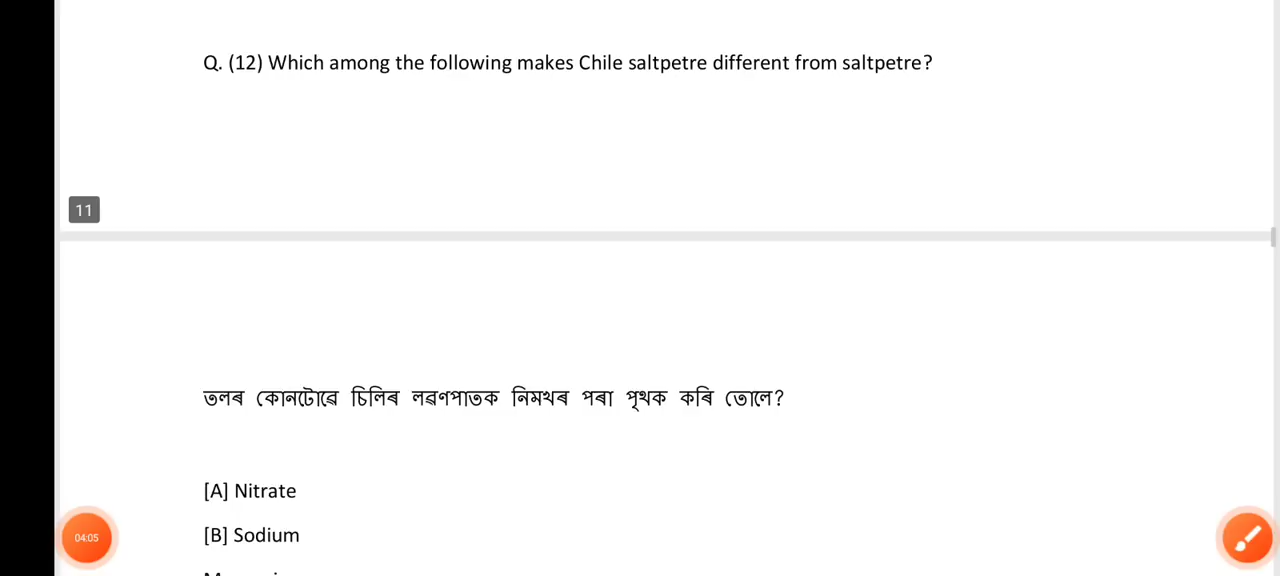 Q. (12) Which among the following makes Chile saltpetre different from saltpetre?
11
তলৰ কোনটোৱে চিলিৰ লৱণপাতক নিমখৰ পৰা পৃথক কৰি তোলে?
[A] Nitrate
[B] Sodium
04:05